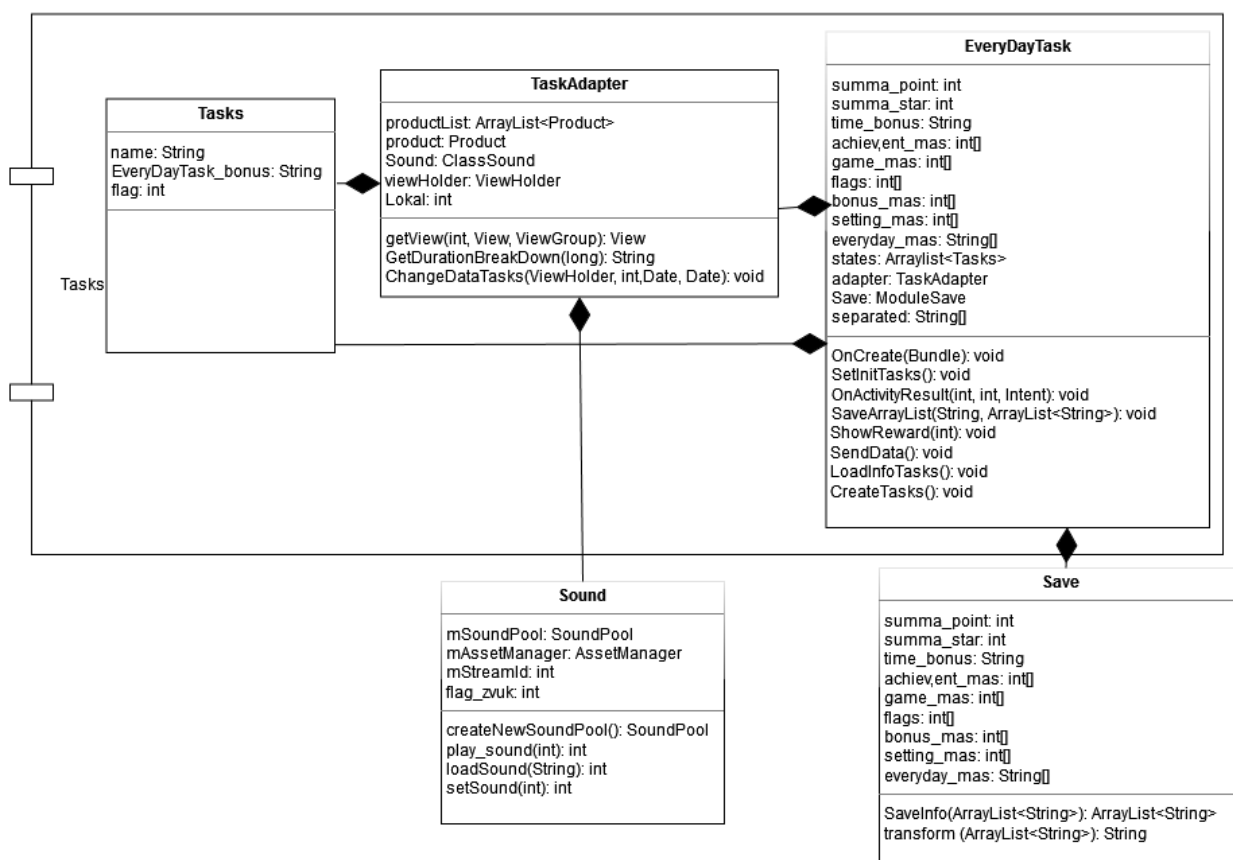 Tasks
name: String
EveryDayTask_bonus: String
flag: int
Tasks
TaskAdapter
productList: ArrayList<Product>
product: Product
Sound: ClassSound
viewHolder: ViewHolder
Lokal: int
getView(int, View, ViewGroup): View
GetDurationBreakDown(long): String
ChangeDataTasks(ViewHolder, int,Date, Date): void
EveryDayTask
summa_point: int
summa_star: int
time_bonus: String
achiev,ent_mas: int[]
game_mas: int[]
flags: int[]
bonus_mas: int[]
setting_mas: int[]
everyday_mas: String[]
states: Arraylist<Tasks>
adapter: TaskAdapter
Save: ModuleSave
separated: String[]
OnCreate(Bundle): void
SetInitTasks(): void
OnActivityResult(int, int, Intent): void
SaveArrayList(String, ArrayList<String>): void
ShowReward(int): void
SendData(): void
LoadInfoTasks(): void
CreateTasks(): void
Sound
mSoundPool: SoundPool
mAssetManager: AssetManager
mStreamId: int
flag_zvuk: int
createNewSoundPool(): SoundPool
play_sound(int): int
loadSound(String): int
setSound(int): int
Save
summa_point: int
summa_star: int
time_bonus: String
achiev,ent_mas: int[]
game_mas: int[]
flags: int[]
bonus_mas: int[]
setting_mas: int[]
everyday_mas: String[]
SaveInfo(ArrayList<String>): ArrayList<String>
transform (ArrayList<String>): String